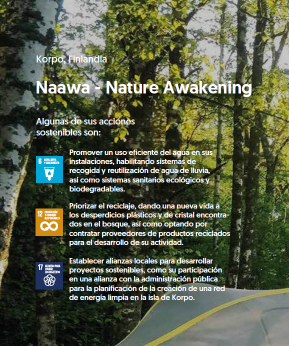 Korpo, Finlandia
Naawa - Nature Awakening
Algunas de sus acciones
sostenibles son:
6
Promover un uso eficiente del agua en sus
instalaciones, habilitando sistemas de
recogida y reutilización de agua de lluvia,
así como sistemas sanitarios ecológicos y
biodegradables.
12
Priorizar el reciclaje, dando una nueva vida a
los desperdicios plásticos y de cristal encontra-
dos en el bosque, así como optando por
contratar proveedores de productos reciclados
para el desarrollo de su actividad.
17
Establecer alianzas locales para desarrollar
proyectos sostenibles, como su participación
en una alianza con la administración pública
para la planificación de la creación de una red
de energía limpia en la isla de Korpo.